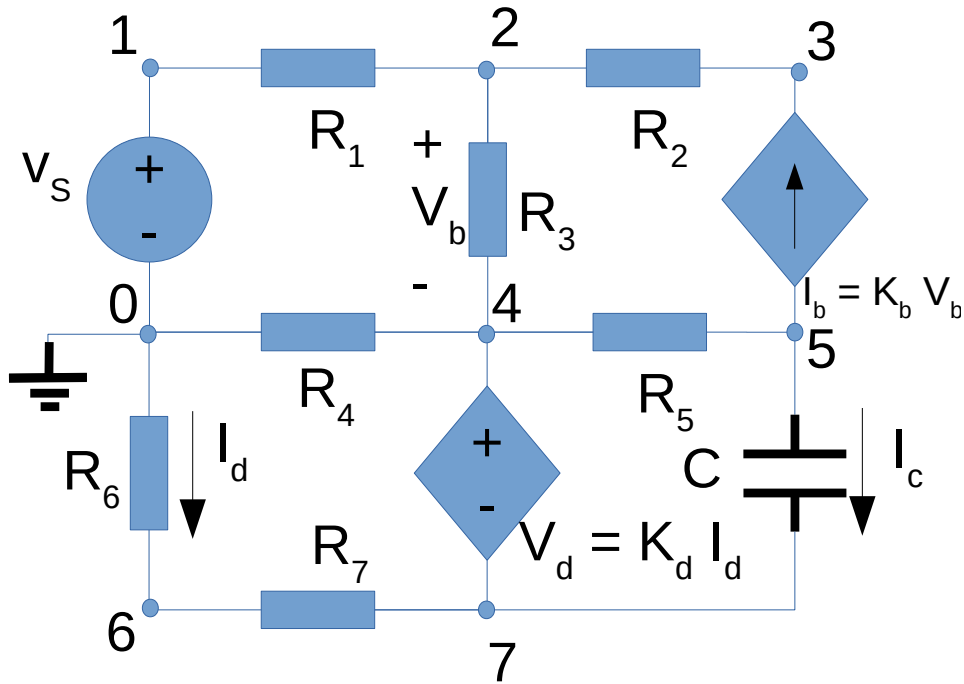 1
2
3
R1
R2
vS
+
-
+
Vb
-
R3
Ib = Kb Vb
0
4
5
R4
R5
R6
Id
+
-
C
Ic
Vd = Kd Id
R7
6
7